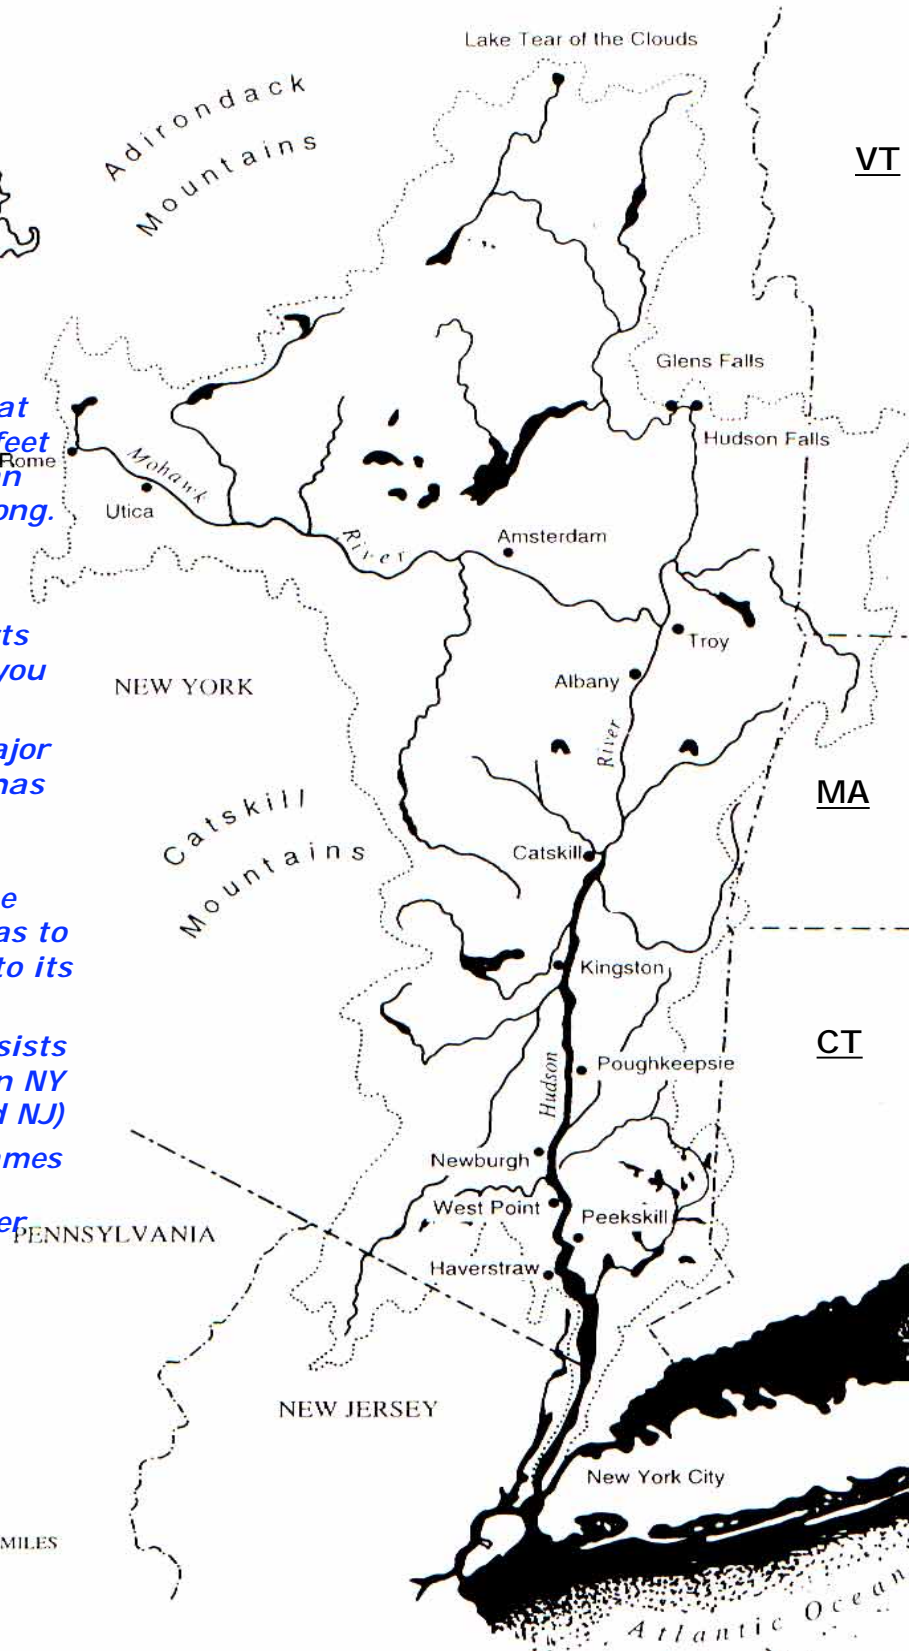 Lake Tear of the Clouds
Adirondack
Mountains
VT
Glens Falls
at
feet
Hudson Falls
Rome
Mohawk
an
ong.
Utica
River
Amsterdam
Troy
you
NEW YORK
Albany
River
ajor
has
MA
Catskill
Mountains
Catskill
e
as to
to its
Kingston
CT
sists
n NY
d NJ)
Hudson
Poughkeepsie
ames
Newburgh
West Point
Peekskill
er
PENNSYLVANIA
Haverstraw
NEW JERSEY
New York City
MILES
Atlantic Ocean